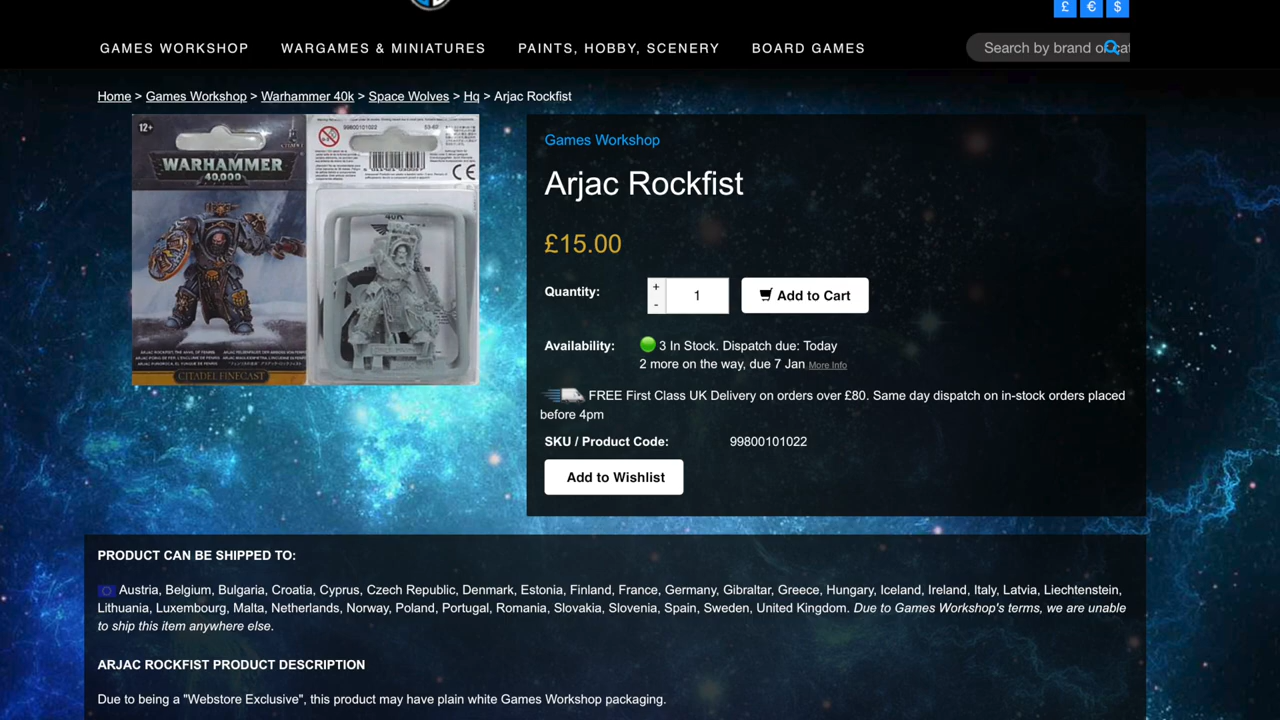 £ € $
GAMES WORKSHOP WARGAMES & MINIATURES PAINTS, HOBBY, SCENERY BOARD GAMES
Search by brand or cat
Home > Games Workshop > Warhammer 40k > Space Wolves > Hq > Arjac Rockfist
12+
WARHAMMER
40,000
CITADEL FINECAST
99800101022
53-62
40K
CE
Games Workshop
Arjac Rockfist
£15.00
Quantity: + - 1 Add to Cart
Availability: 3 In Stock. Dispatch due: Today
2 more on the way, due 7 Jan More Info
FREE First Class UK Delivery on orders over £80. Same day dispatch on in-stock orders placed
before 4pm
SKU / Product Code: 99800101022
Add to Wishlist
PRODUCT CAN BE SHIPPED TO:
Austria, Belgium, Bulgaria, Croatia, Cyprus, Czech Republic, Denmark, Estonia, Finland, France, Germany, Gibraltar, Greece, Hungary, Iceland, Ireland, Italy, Latvia, Liechtenstein,
Lithuania, Luxembourg, Malta, Netherlands, Norway, Poland, Portugal, Romania, Slovakia, Slovenia, Spain, Sweden, United Kingdom. Due to Games Workshop's terms, we are unable
to ship this item anywhere else.
ARJAC ROCKFIST PRODUCT DESCRIPTION
Due to being a "Webstore Exclusive", this product may have plain white Games Workshop packaging.